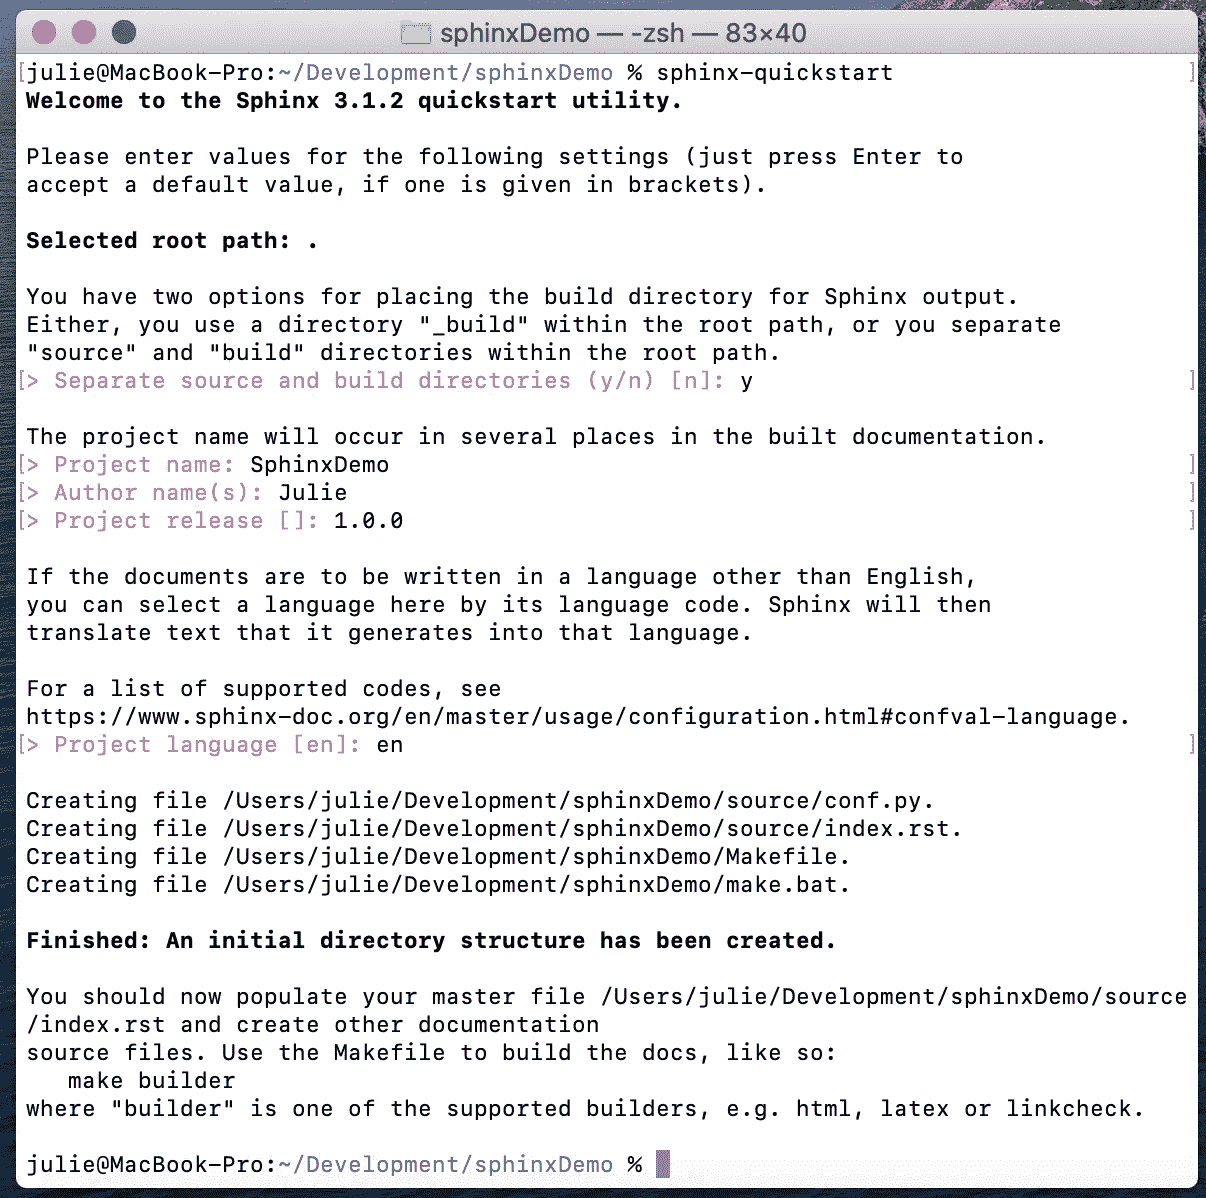 sphinxDemo — -zsh — 83×40
[julie@MacBook-Pro:~/Development/sphinxDemo % sphinx-quickstart ]
Welcome to the Sphinx 3.1.2 quickstart utility.
Please enter values for the following settings (just press Enter to
accept a default value, if one is given in brackets).
Selected root path: .
You have two options for placing the build directory for Sphinx output.
Either, you use a directory "_build" within the root path, or you separate
"source" and "build" directories within the root path.
[> Separate source and build directories (y/n) [n]: y ]
The project name will occur in several places in the built documentation.
[> Project name: SphinxDemo ]
[> Author name(s): Julie ]
[> Project release []: 1.0.0 ]
If the documents are to be written in a language other than English,
you can select a language here by its language code. Sphinx will then
translate text that it generates into that language.
For a list of supported codes, see
https://www.sphinx-doc.org/en/master/usage/configuration.html#confval-language.
[> Project language [en]: en ]
Creating file /Users/julie/Development/sphinxDemo/source/conf.py.
Creating file /Users/julie/Development/sphinxDemo/source/index.rst.
Creating file /Users/julie/Development/sphinxDemo/Makefile.
Creating file /Users/julie/Development/sphinxDemo/make.bat.
Finished: An initial directory structure has been created.
You should now populate your master file /Users/julie/Development/sphinxDemo/source
/index.rst and create other documentation
source files. Use the Makefile to build the docs, like so:
   make builder
where "builder" is one of the supported builders, e.g. html, latex or linkcheck.
julie@MacBook-Pro:~/Development/sphinxDemo %